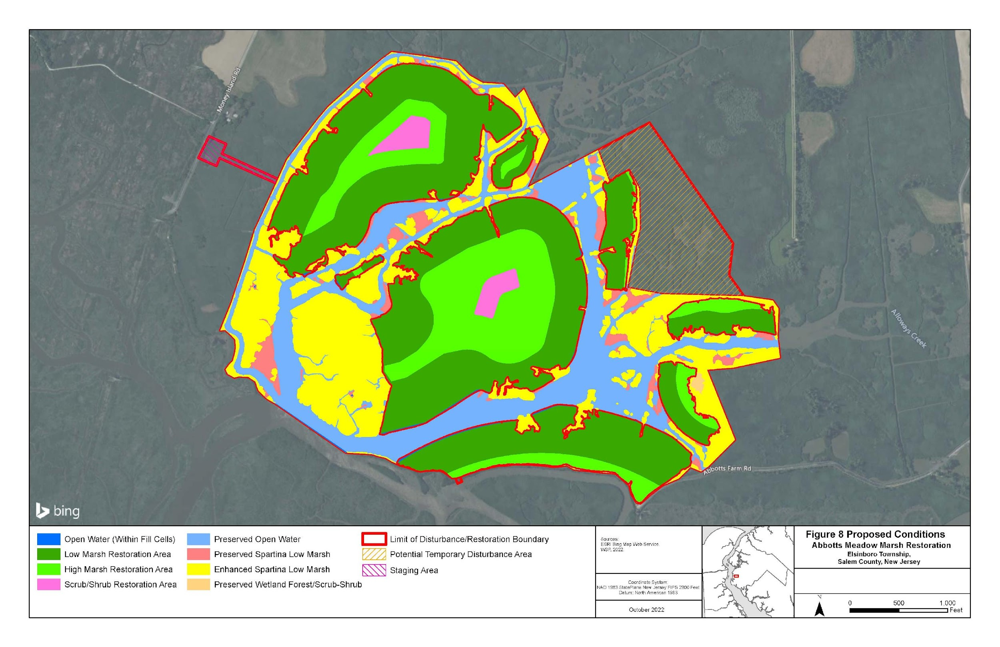 Money Island Rd
Alloways Creek
Abbotts Farm Rd
bing
Open Water (Within Fill Cells)
Low Marsh Restoration Area
High Marsh Restoration Area
Scrub/Shrub Restoration Area
Preserved Open Water
Preserved Spartina Low Marsh
Enhanced Spartina Low Marsh
Preserved Wetland Forest/Scrub-Shrub
Limit of Disturbance/Restoration Boundary
Potential Temporary Disturbance Area
Staging Area
Sources:
ESRI Bing Map Web Service.
WSP, 2022.
Coordinate System:
NAD 1983 StatePlane New Jersey FIPS 2900 Feet
Datum: North American 1983
October 2022
Figure 8 Proposed Conditions
Abbotts Meadow Marsh Restoration
Elsinboro Township,
Salem County, New Jersey
N
0 500 1,000
Feet